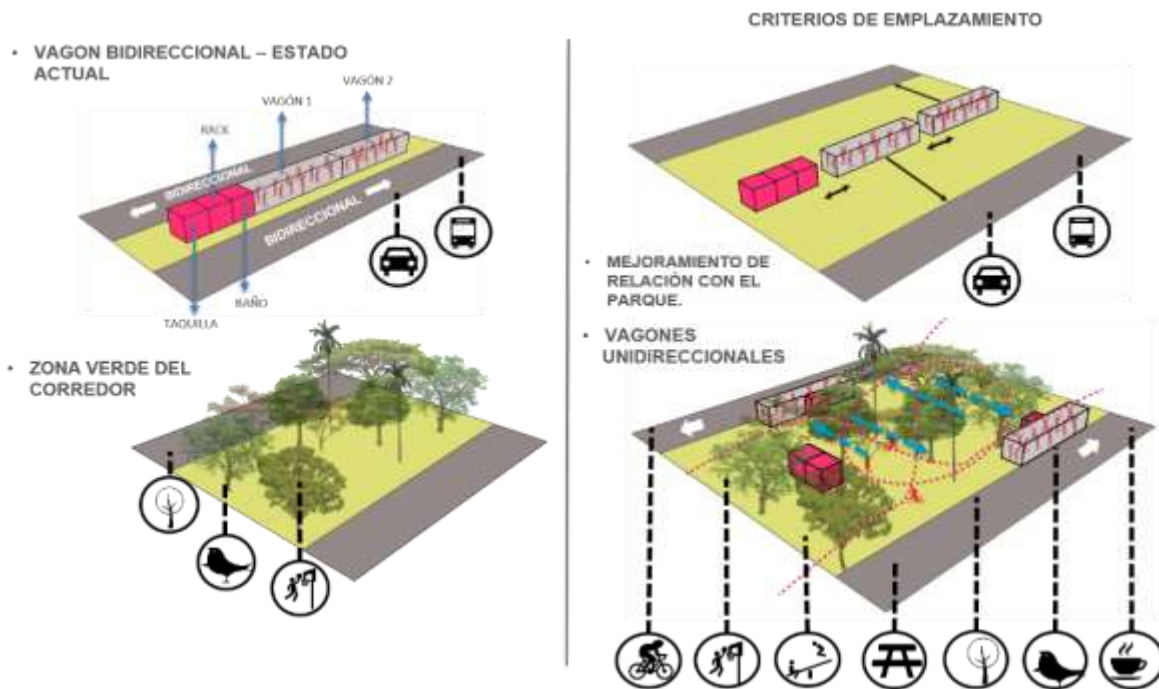 CRITERIOS DE EMPLAZAMIENTO
• VAGON BIDIRECCIONAL – ESTADO
ACTUAL
VAGÓN 2
VAGÓN 1
RACK
BIDIRECCIONAL
BIDIRECCIONAL
BAÑO
TAQUILLA
• ZONA VERDE DEL
CORREDOR
• MEJORAMIENTO DE
RELACIÓN CON EL
PARQUE.
• VAGONES
UNIDIRECCIONALES